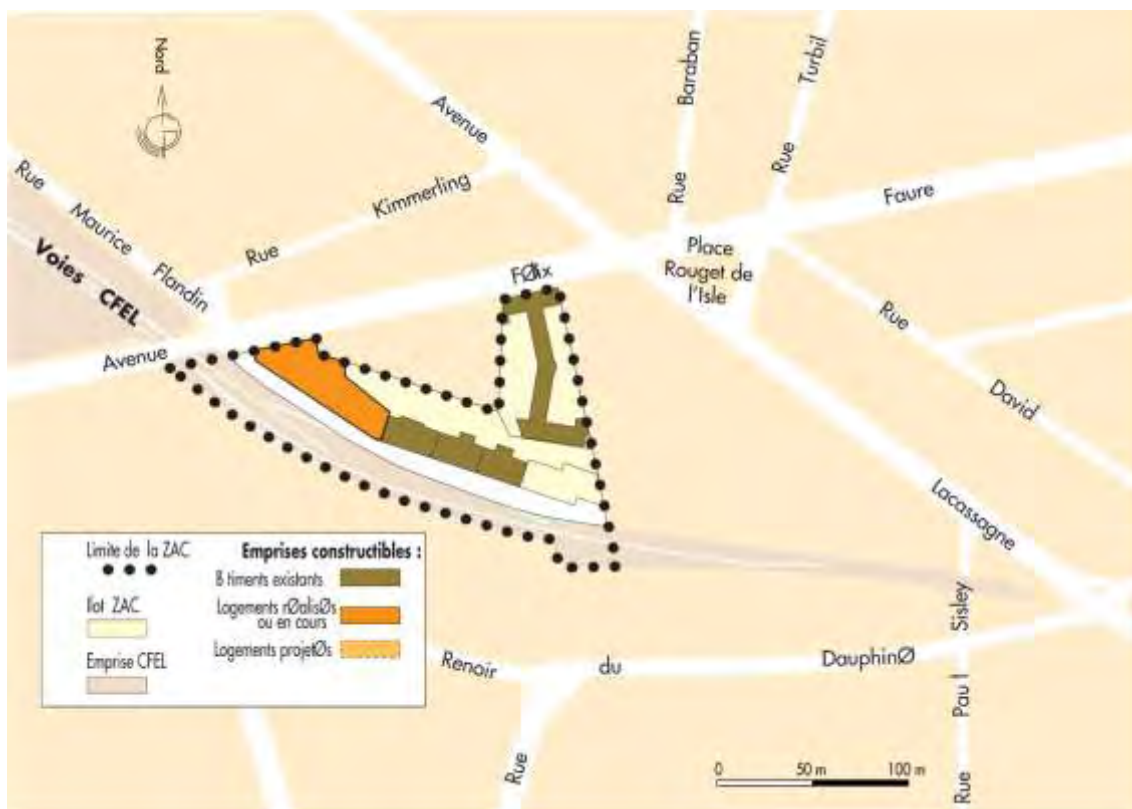 Nord
Avenue
Rue Baraban
Rue Turbil
Rue Maurice Flandin
Voies CFEL
Rue Kimmerling
Faure
Place
Rouget de
l'Isle
FØlix
Avenue
Rue David
Lacassagne
Limite de la ZAC
Ilot ZAC
Emprise CFEL
Emprises constructibles :
B timents existants
Logements rØalisØs
ou en cours
Logements projetØs
Renoir
Rue
du
DauphinØ
Rue Paul Sisley
0 50 m 100 m